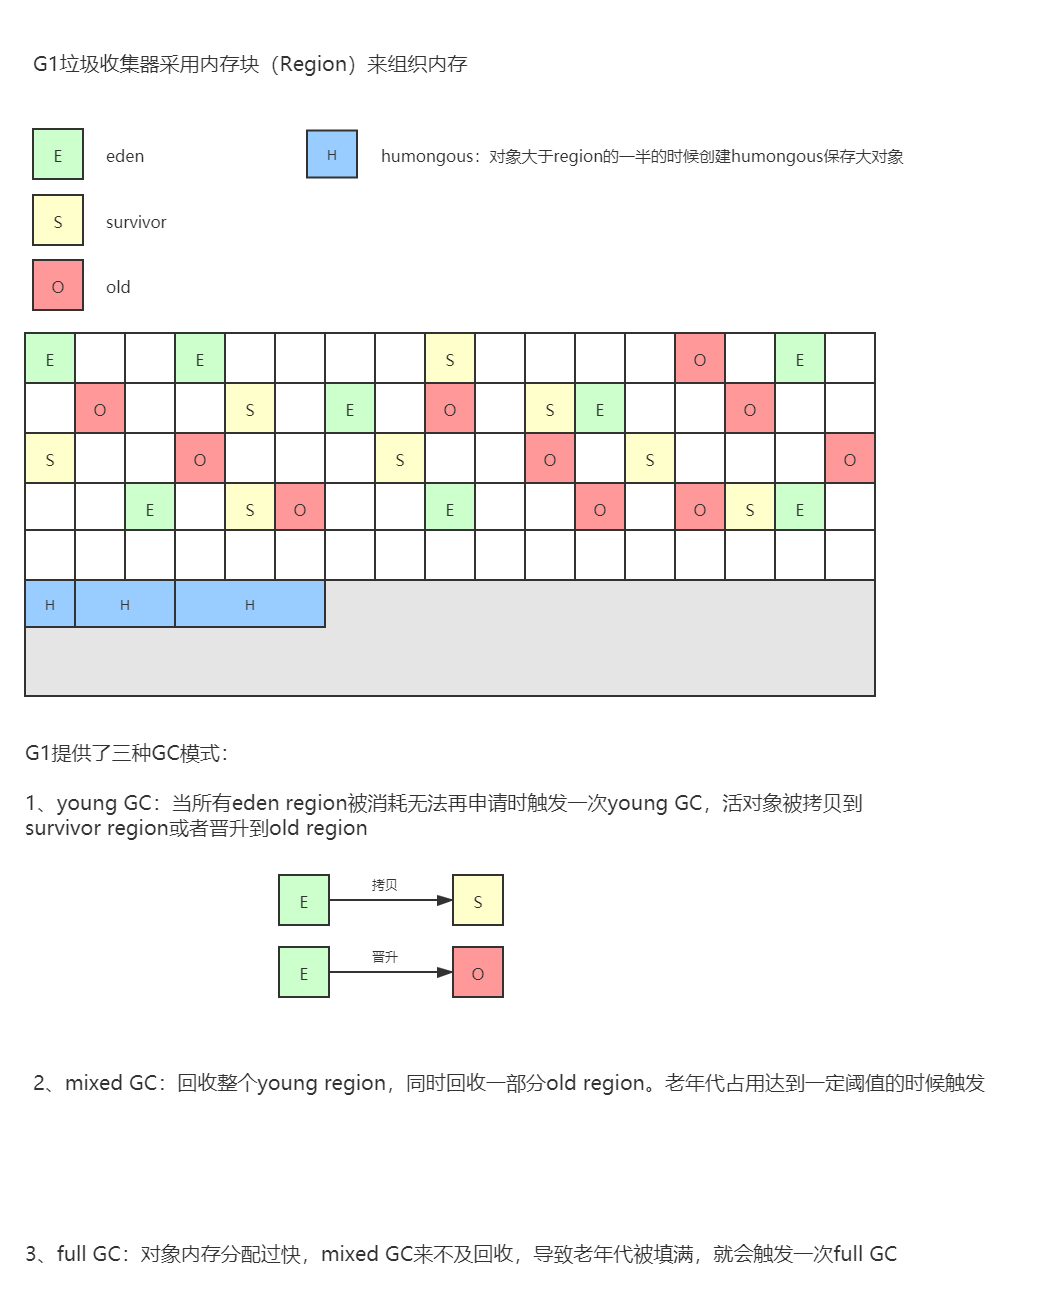 G1垃圾收集器采用内存块（Region）来组织内存
E eden H humongous：对象大于region的一半的时候创建humongous保存大对象
S survivor
O old
E E S O E
O S E O S E O
S O S O S O
E S O E O O S E
H H H
G1提供了三种GC模式：
1、young GC：当所有eden region被消耗无法再申请时触发一次young GC，活对象被拷贝到
survivor region或者晋升到old region
E 拷贝 S
E 晋升 O
2、mixed GC：回收整个young region，同时回收一部分old region。老年代占用达到一定阈值的时候触发
3、full GC：对象内存分配过快，mixed GC来不及回收，导致老年代被填满，就会触发一次full GC